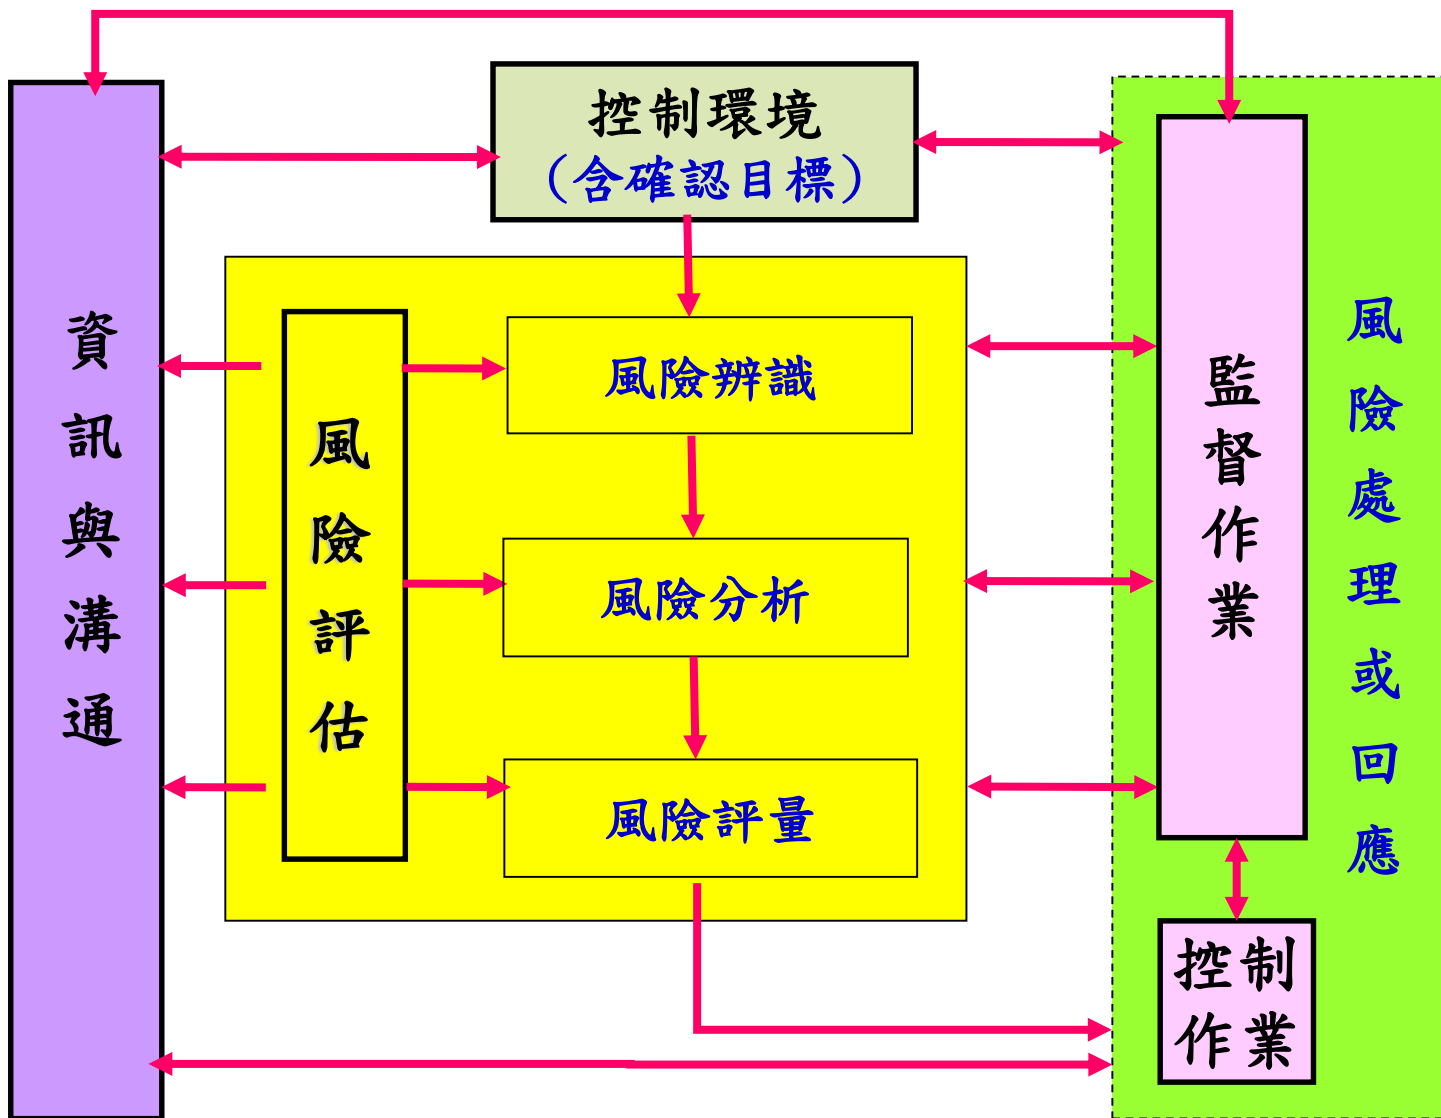 控制環境
（含確認目標）
資訊與溝通
風險評估
風險辨識
風險分析
風險評量
監督作業
風險處理或回應
控制
作業